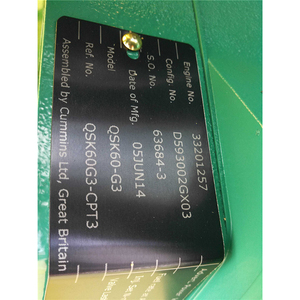 Engine No. 33201257
Config. No. D593002GX03
S.O. No. 63684-3
Date of Mfg. 05JUN14
Model QSK60-G3
Ref. No. QSK60G3-CPT3
Assembled by Cummins Ltd, Great Britain